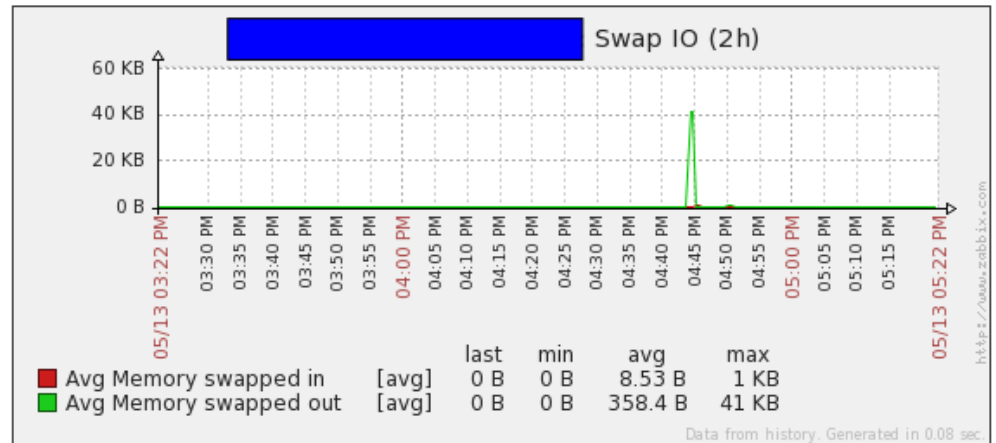 Swap IO (2h)
60 KB
40 KB
20 KB
0 B
05/13 03:22 PM
03:30 PM
03:35 PM
03:40 PM
03:45 PM
03:50 PM
03:55 PM
04:00 PM
04:05 PM
04:10 PM
04:15 PM
04:20 PM
04:25 PM
04:30 PM
04:35 PM
04:40 PM
04:45 PM
04:50 PM
04:55 PM
05:00 PM
05:05 PM
05:10 PM
05:15 PM
05/13 05:22 PM
http://www.zabbix.com
last min avg max
Avg Memory swapped in [avg] 0 B 0 B 8.53 B 1 KB
Avg Memory swapped out [avg] 0 B 0 B 358.4 B 41 KB
Data from history. Generated in 0.08 sec.